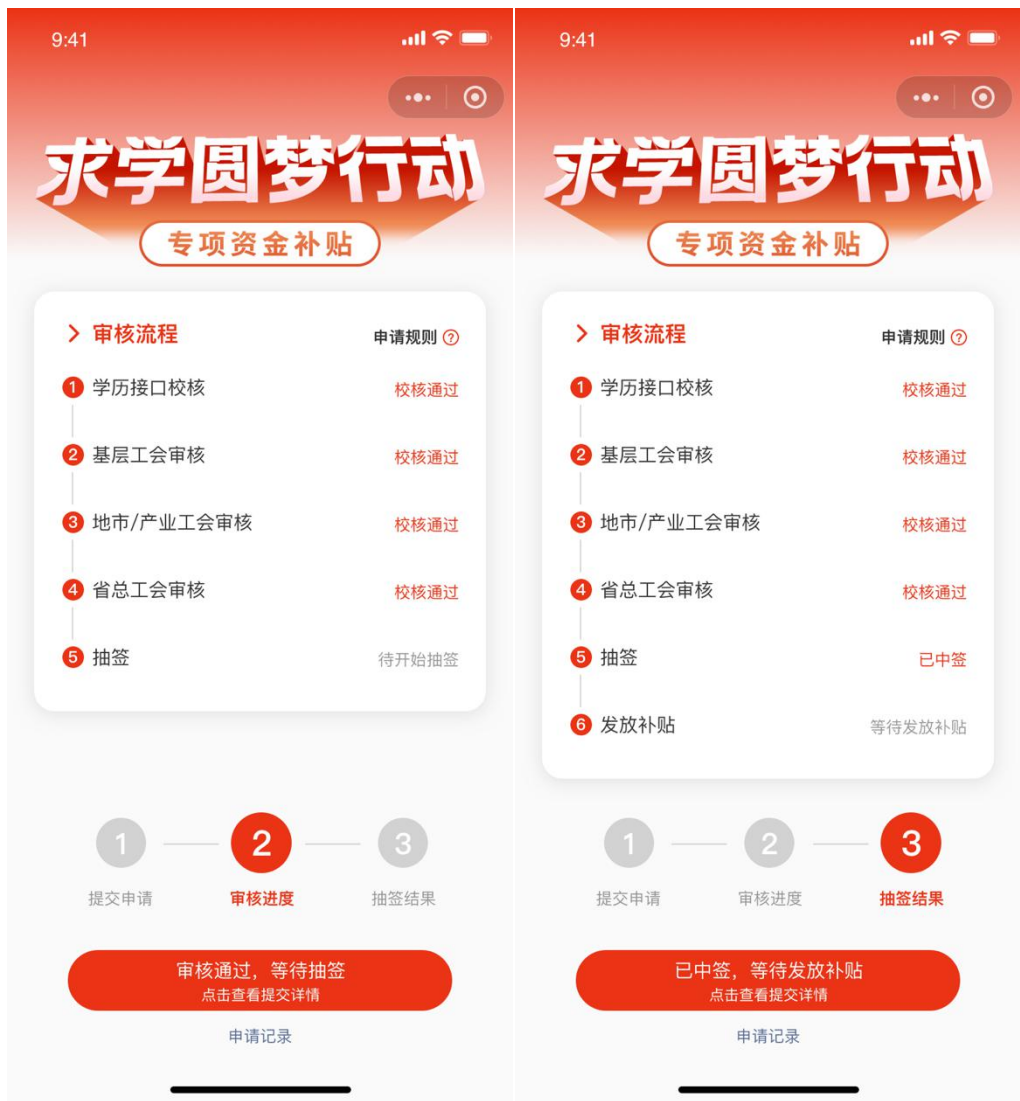 9:41
求学圆梦行动
专项资金补贴
审核流程
申请规则 ?
1 学历接口校核 校核通过
2 基层工会审核 校核通过
3 地市/产业工会审核 校核通过
4 省总工会审核 校核通过
5 抽签 待开始抽签
1 2 3
提交申请 审核进度 抽签结果
审核通过，等待抽签
点击查看提交详情
申请记录
9:41
求学圆梦行动
专项资金补贴
审核流程
申请规则 ?
1 学历接口校核 校核通过
2 基层工会审核 校核通过
3 地市/产业工会审核 校核通过
4 省总工会审核 校核通过
5 抽签 已中签
6 发放补贴 等待发放补贴
1 2 3
提交申请 审核进度 抽签结果
已中签，等待发放补贴
点击查看提交详情
申请记录